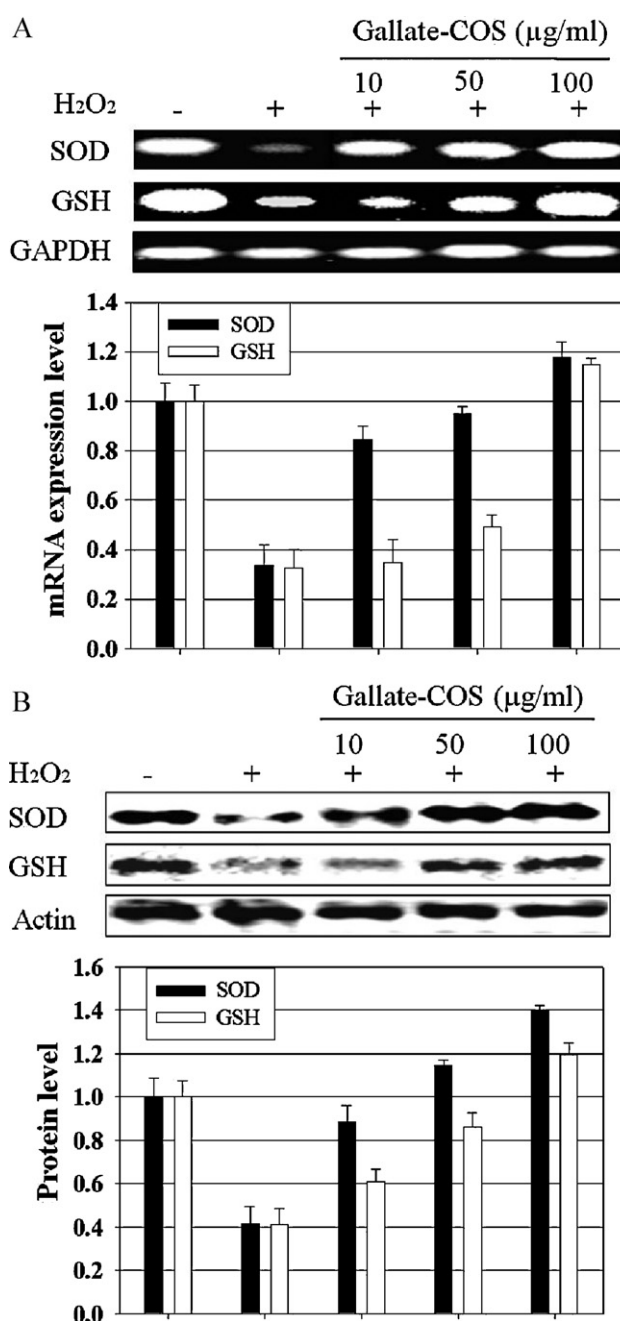 A
Gallate-COS (µg/ml)
10 50 100
H₂O₂ - + + + +
SOD
GSH
GAPDH
1.4
1.2
1.0
0.8
0.6
0.4
0.2
0.0
mRNA expression level
SOD
GSH
B
Gallate-COS (µg/ml)
10 50 100
H₂O₂ - + + + +
SOD
GSH
Actin
1.6
1.4
1.2
1.0
0.8
0.6
0.4
0.2
0.0
Protein level
SOD
GSH